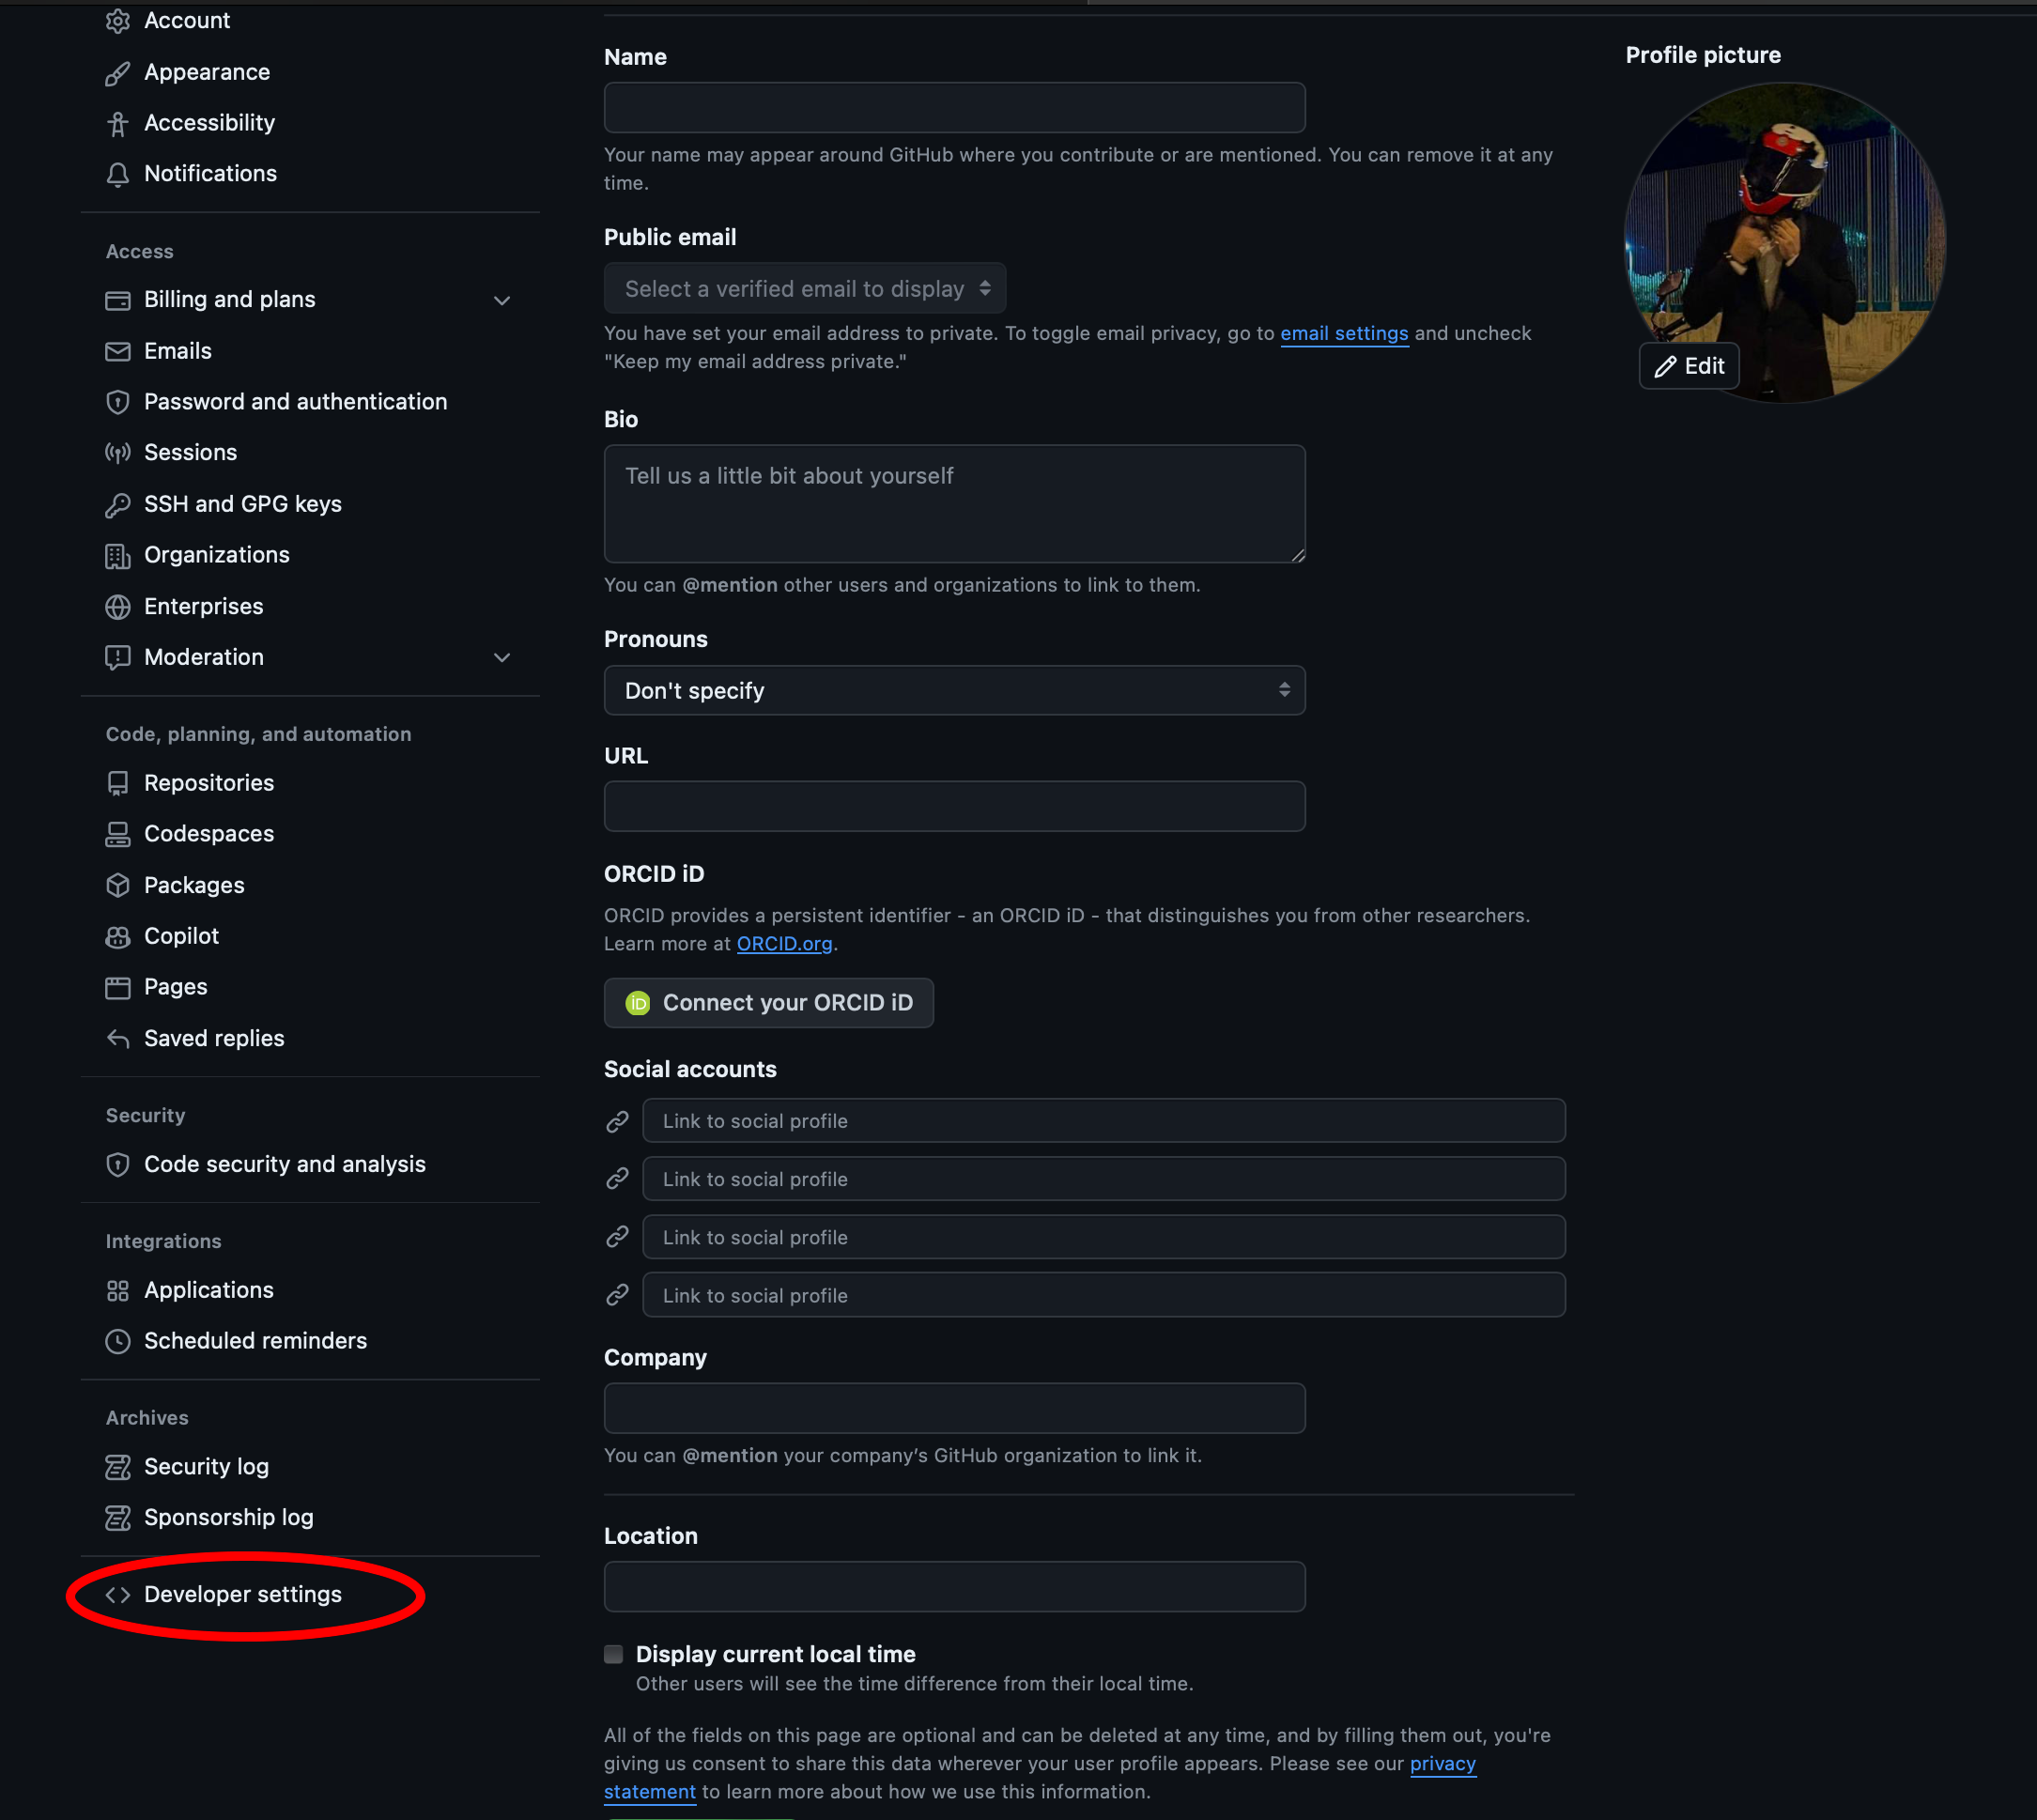 Account
Appearance
Accessibility
Notifications
Access
Billing and plans
Emails
Password and authentication
Sessions
SSH and GPG keys
Organizations
Enterprises
Moderation
Code, planning, and automation
Repositories
Codespaces
Packages
Copilot
Pages
Saved replies
Security
Code security and analysis
Integrations
Applications
Scheduled reminders
Archives
Security log
Sponsorship log
Developer settings
Name
Your name may appear around GitHub where you contribute or are mentioned. You can remove it at any
time.
Public email
Select a verified email to display
You have set your email address to private. To toggle email privacy, go to email settings and uncheck
"Keep my email address private."
Bio
Tell us a little bit about yourself
You can @mention other users and organizations to link to them.
Pronouns
Don't specify
URL
ORCID iD
ORCID provides a persistent identifier - an ORCID iD - that distinguishes you from other researchers.
Learn more at ORCID.org.
iD Connect your ORCID iD
Social accounts
Link to social profile
Link to social profile
Link to social profile
Link to social profile
Company
You can @mention your company’s GitHub organization to link it.
Location
Display current local time
Other users will see the time difference from their local time.
All of the fields on this page are optional and can be deleted at any time, and by filling them out, you're
giving us consent to share this data wherever your user profile appears. Please see our privacy
statement to learn more about how we use this information.
Profile picture
Edit